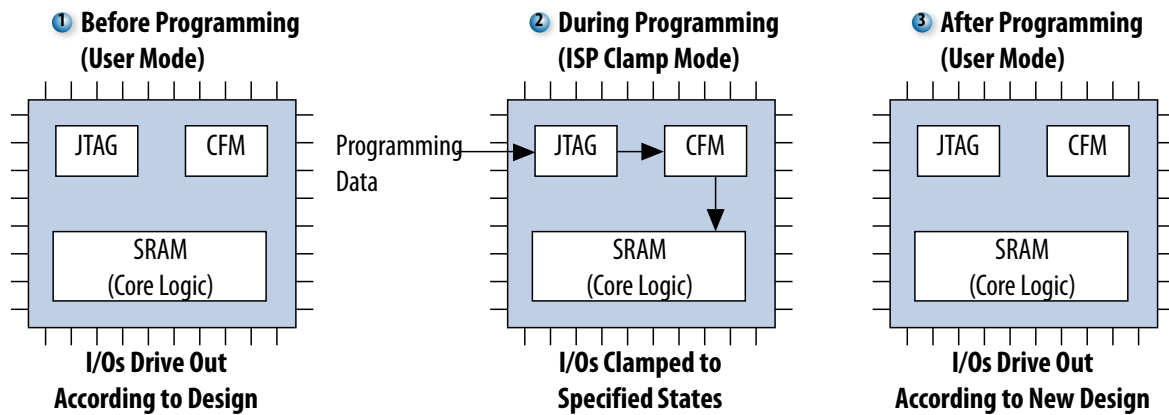 1 Before Programming
(User Mode)
JTAG
CFM
SRAM
(Core Logic)
I/Os Drive Out
According to Design
2 During Programming
(ISP Clamp Mode)
Programming
Data
JTAG
CFM
SRAM
(Core Logic)
I/Os Clamped to
Specified States
3 After Programming
(User Mode)
JTAG
CFM
SRAM
(Core Logic)
I/Os Drive Out
According to New Design